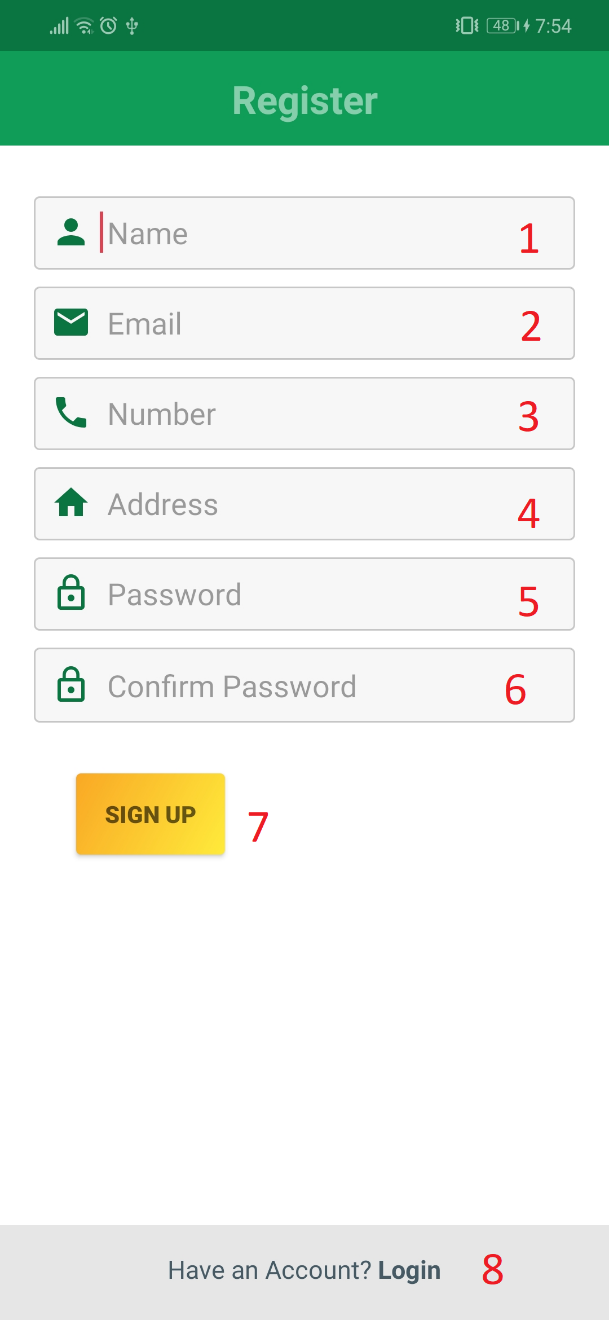 48 7:54
Register
Name 1
Email 2
Number 3
Address 4
Password 5
Confirm Password 6
SIGN UP 7
Have an Account? Login 8